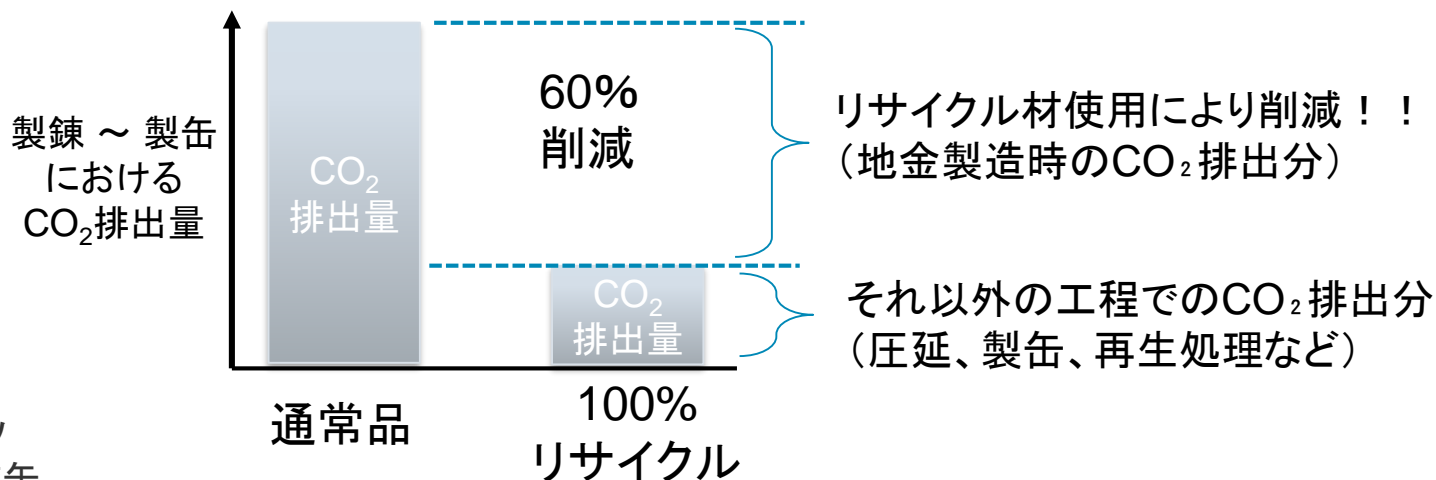 製錬 ~ 製缶
における
CO₂排出量
CO₂
排出量
60%
削減
リサイクル材使用により削減！！
（地金製造時のCO₂排出分）
CO₂
排出量
それ以外の工程でのCO₂排出分
（圧延、製缶、再生処理など）
通常品
100%
リサイクル
缶